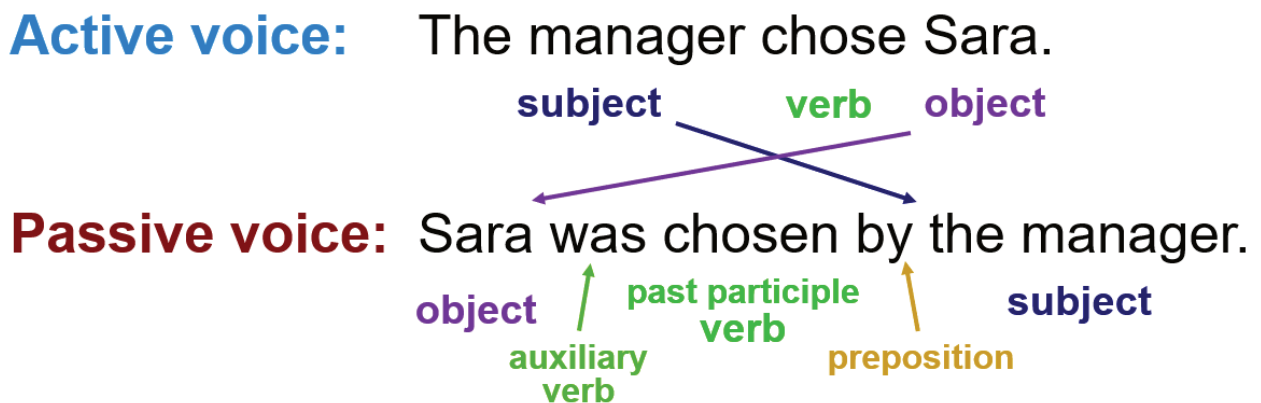 Active voice: The manager chose Sara.
subject verb object
Passive voice: Sara was chosen by the manager.
object past participle verb subject
auxiliary verb preposition